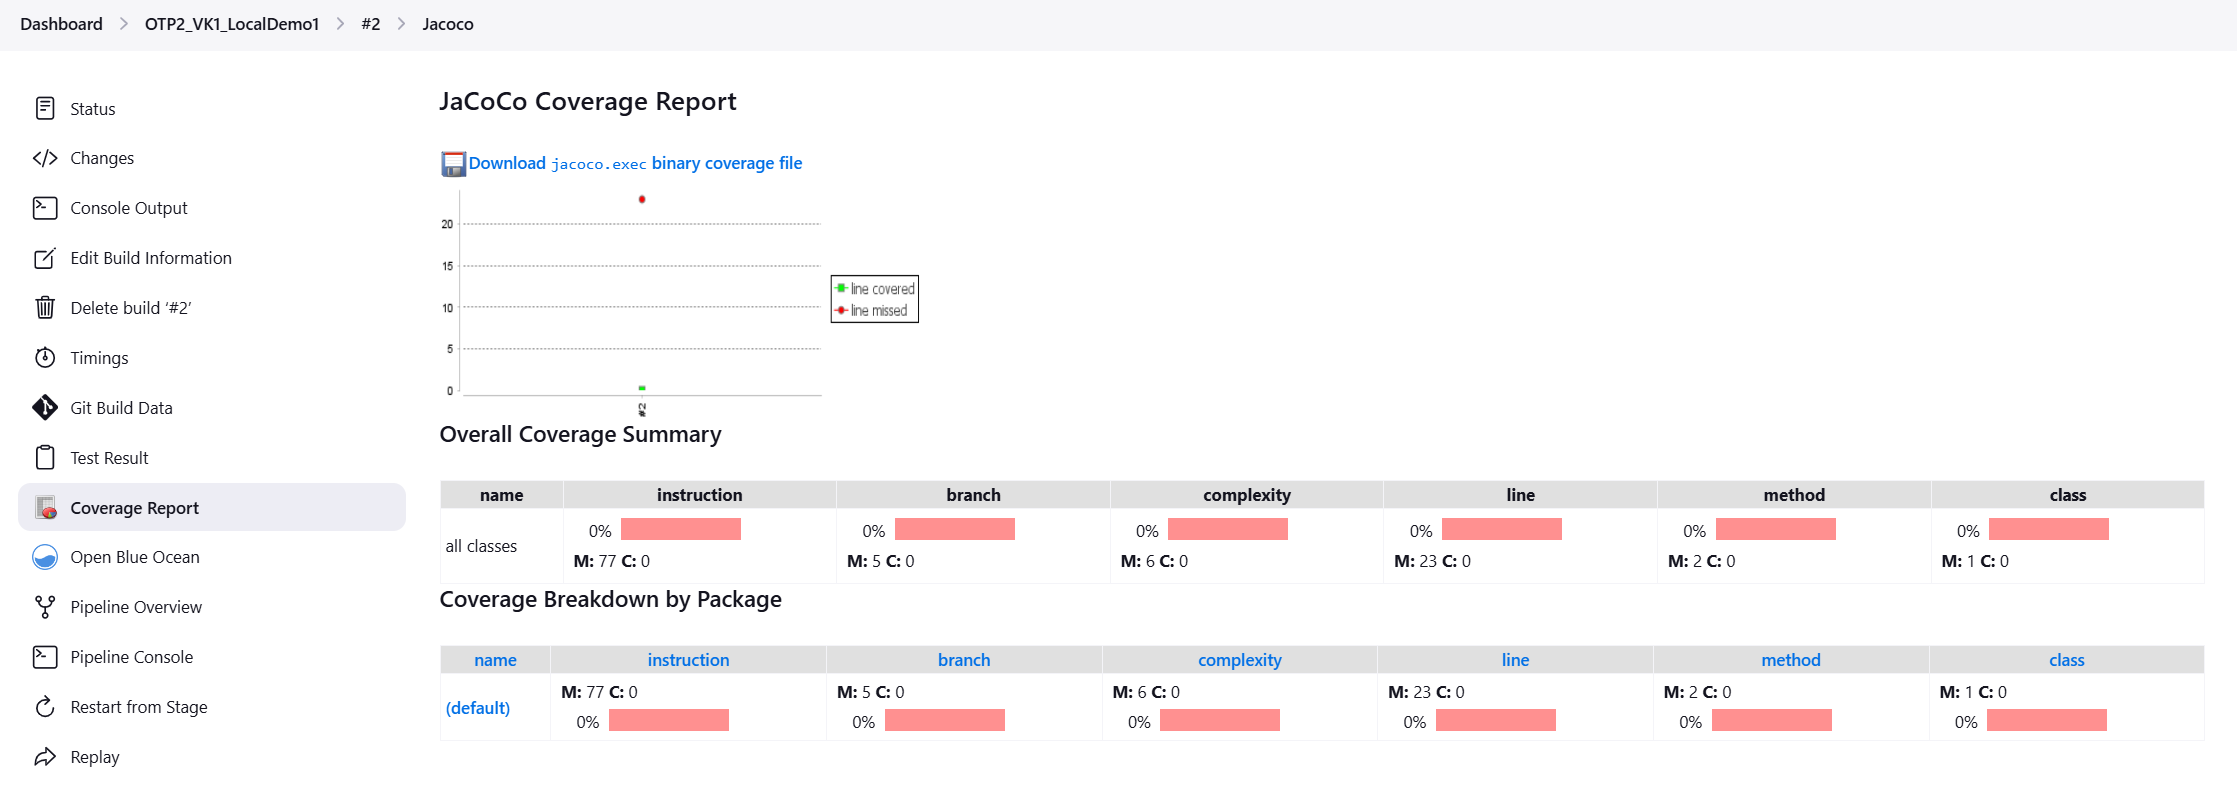 Dashboard > OTP2_VK1_LocalDemo1 > #2 > Jacoco
Status
Changes
Console Output
Edit Build Information
Delete build ‘#2’
Timings
Git Build Data
Test Result
Coverage Report
Open Blue Ocean
Pipeline Overview
Pipeline Console
Restart from Stage
Replay
JaCoCo Coverage Report
Download jacoco.exec binary coverage file
20
15
10
5
0
#2
line covered
line missed
Overall Coverage Summary
name instruction branch complexity line method class
all classes
0% 0% 0% 0% 0% 0%
M: 77 C: 0 M: 5 C: 0 M: 6 C: 0 M: 23 C: 0 M: 2 C: 0 M: 1 C: 0
Coverage Breakdown by Package
name instruction branch complexity line method class
(default)
M: 77 C: 0 M: 5 C: 0 M: 6 C: 0 M: 23 C: 0 M: 2 C: 0 M: 1 C: 0
0% 0% 0% 0% 0% 0%